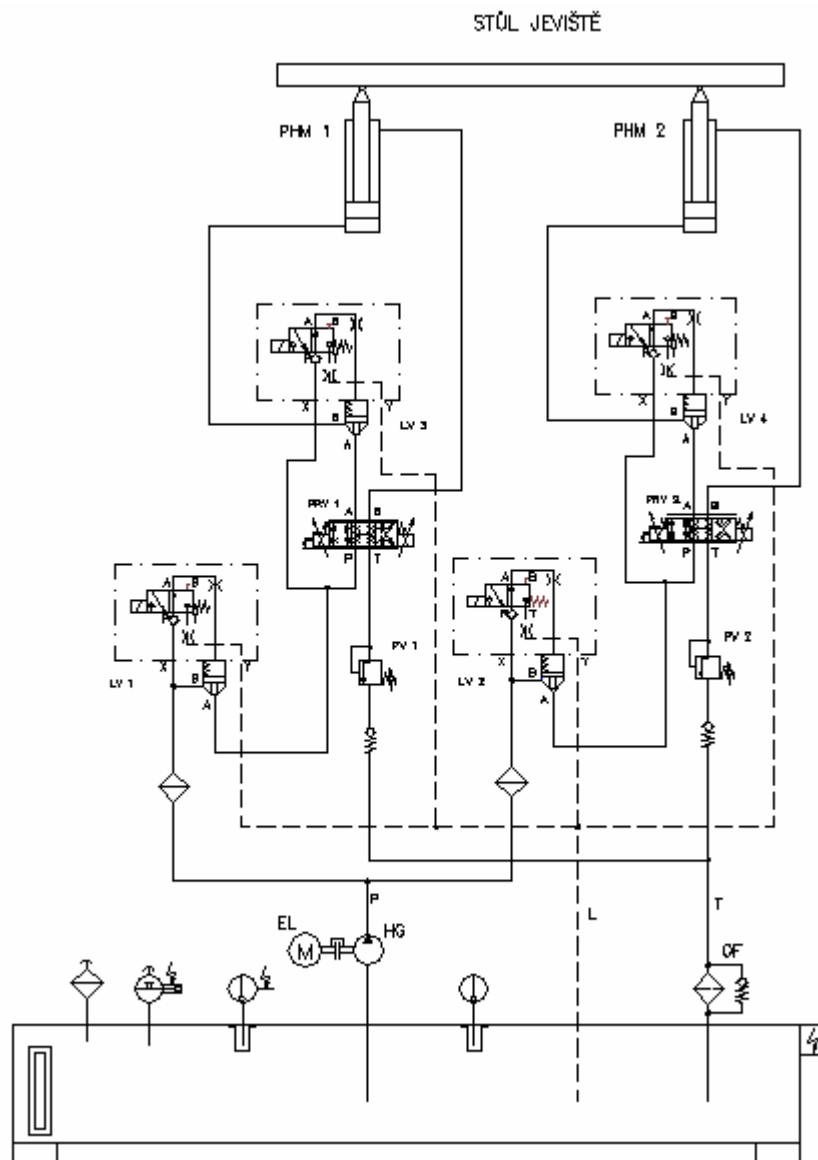 STŮL JEVIŠTĚ
PHM 1
PHM 2
A B
A B
X Y
X Y
B
LV 3
B
LV 4
A
A
PRV 1
A B
PRV 2
A B
P T
P T
A B
A B
T
PV 1
PV 2
X Y
X Y
LV 1
B
LV 2
B
A
A
P
L
T
EL
M
HG
OF